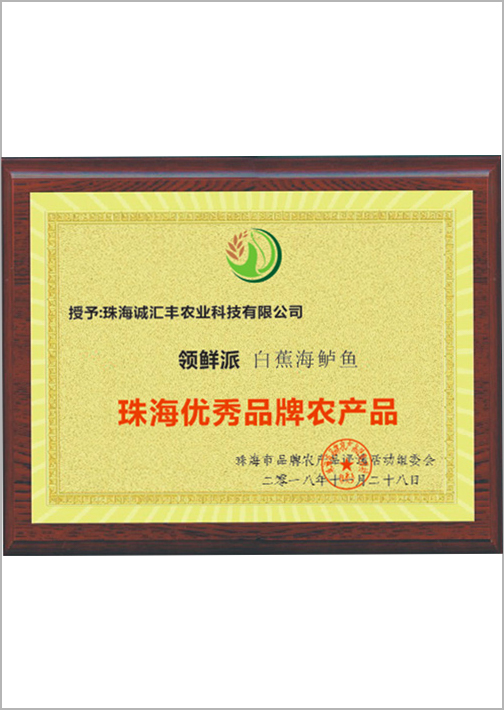 授予:珠海诚汇丰农业科技有限公司
领鲜派 白蕉海鲈鱼
珠海优秀品牌农产品
珠海市品牌农产品评选活动组委会
二零一八年十 月二十八日